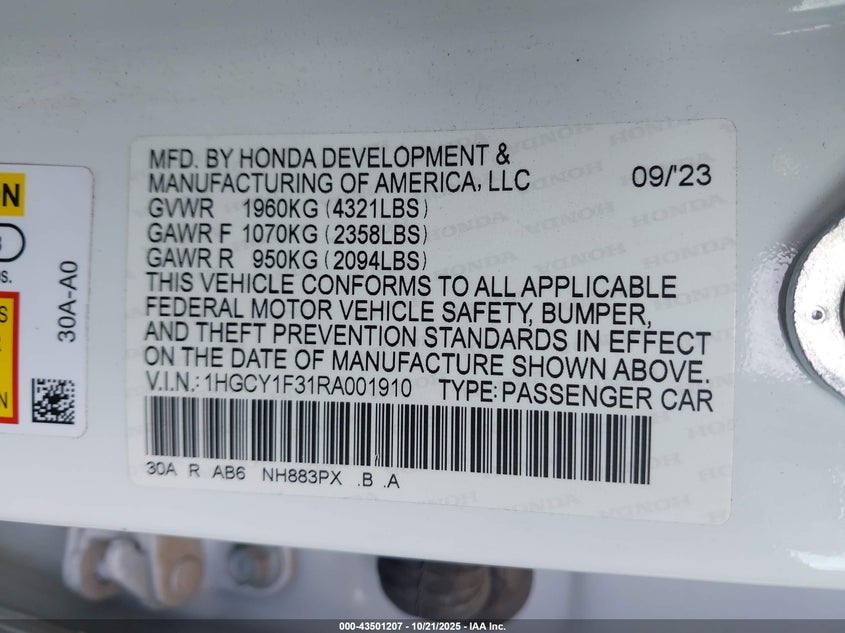 MFD. BY HONDA DEVELOPMENT &
MANUFACTURING OF AMERICA, LLC 09/'23
GVWR 1960KG (4321LBS)
GAWR F 1070KG (2358LBS)
GAWR R 950KG (2094LBS)
THIS VEHICLE CONFORMS TO ALL APPLICABLE
FEDERAL MOTOR VEHICLE SAFETY, BUMPER,
AND THEFT PREVENTION STANDARDS IN EFFECT
ON THE DATE OF MANUFACTURE SHOWN ABOVE.
V.I.N.: 1HGCY1F31RA001910 TYPE: PASSENGER CAR
30A R AB6 NH883PX .B .A
30A-A0
HONDA
000-43501207 - 10/21/2025 - IAA Inc.